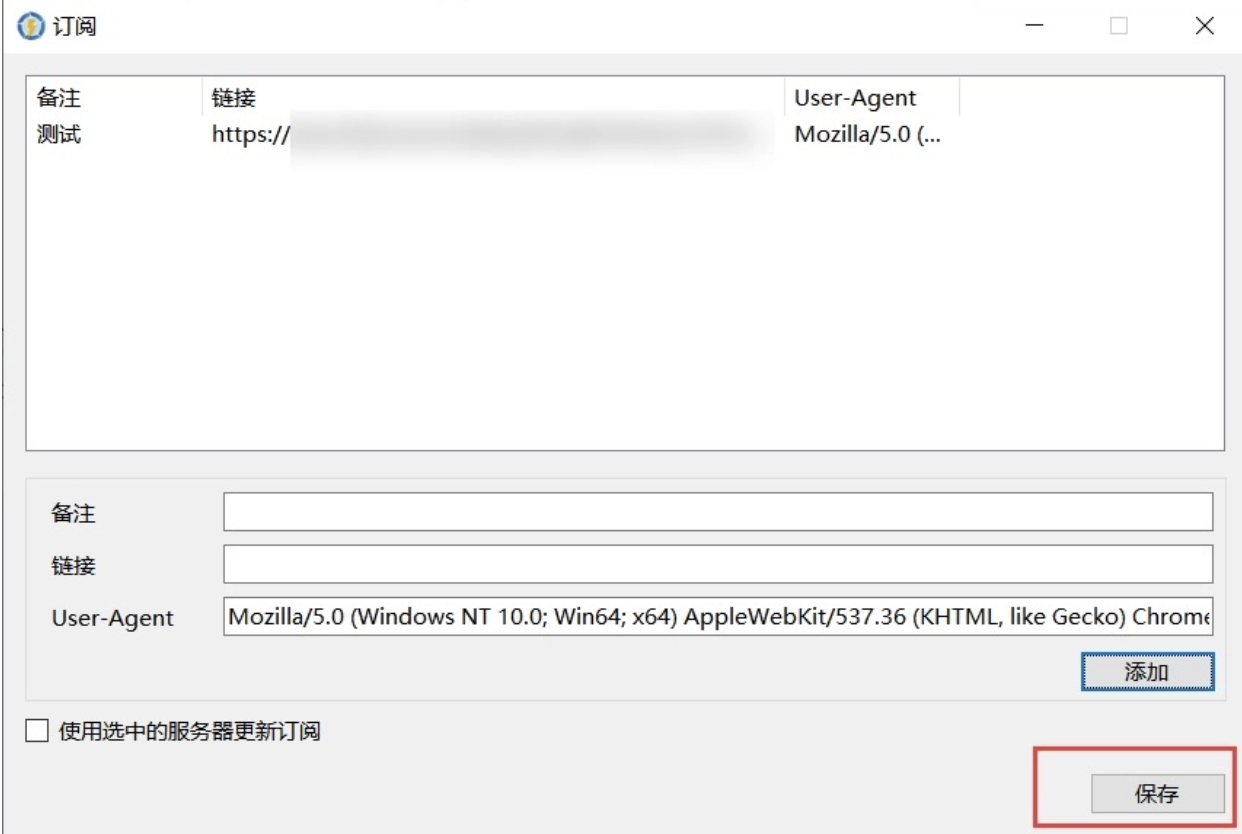 订阅
备注 链接 User-Agent
测试 https:// Mozilla/5.0 (...
备注
链接
User-Agent Mozilla/5.0 (Windows NT 10.0; Win64; x64) AppleWebKit/537.36 (KHTML, like Gecko) Chrome
添加
使用选中的服务器更新订阅
保存